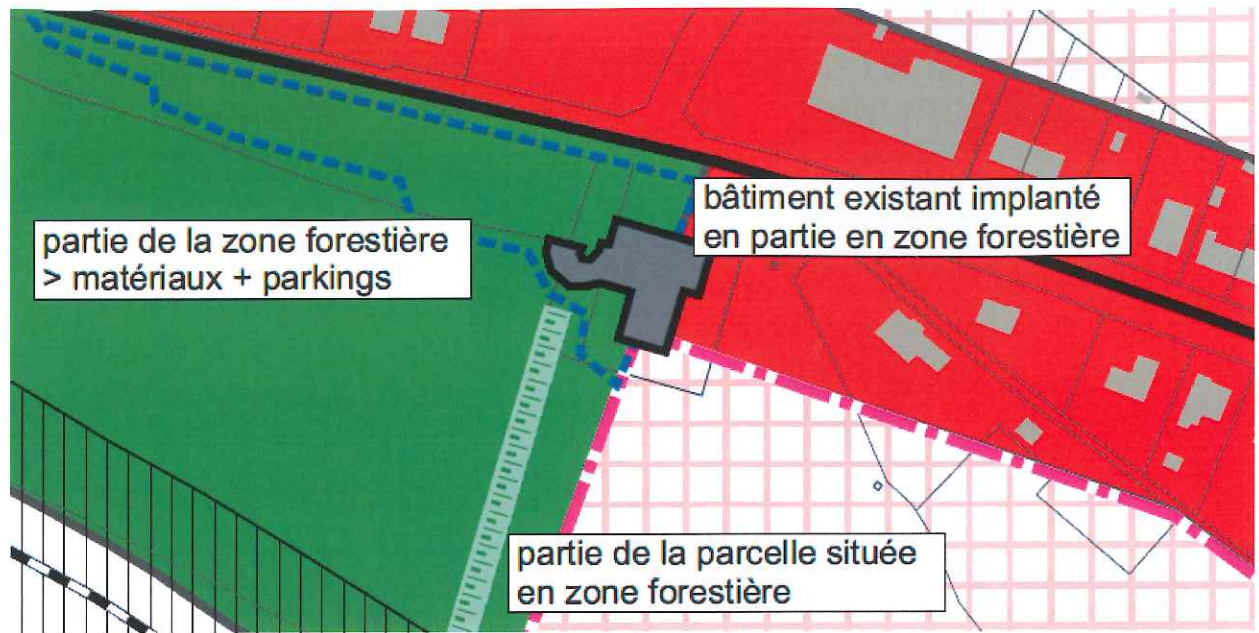 bâtiment existant implanté
en partie en zone forestière
partie de la zone forestière
> matériaux + parkings
partie de la parcelle située
en zone forestière